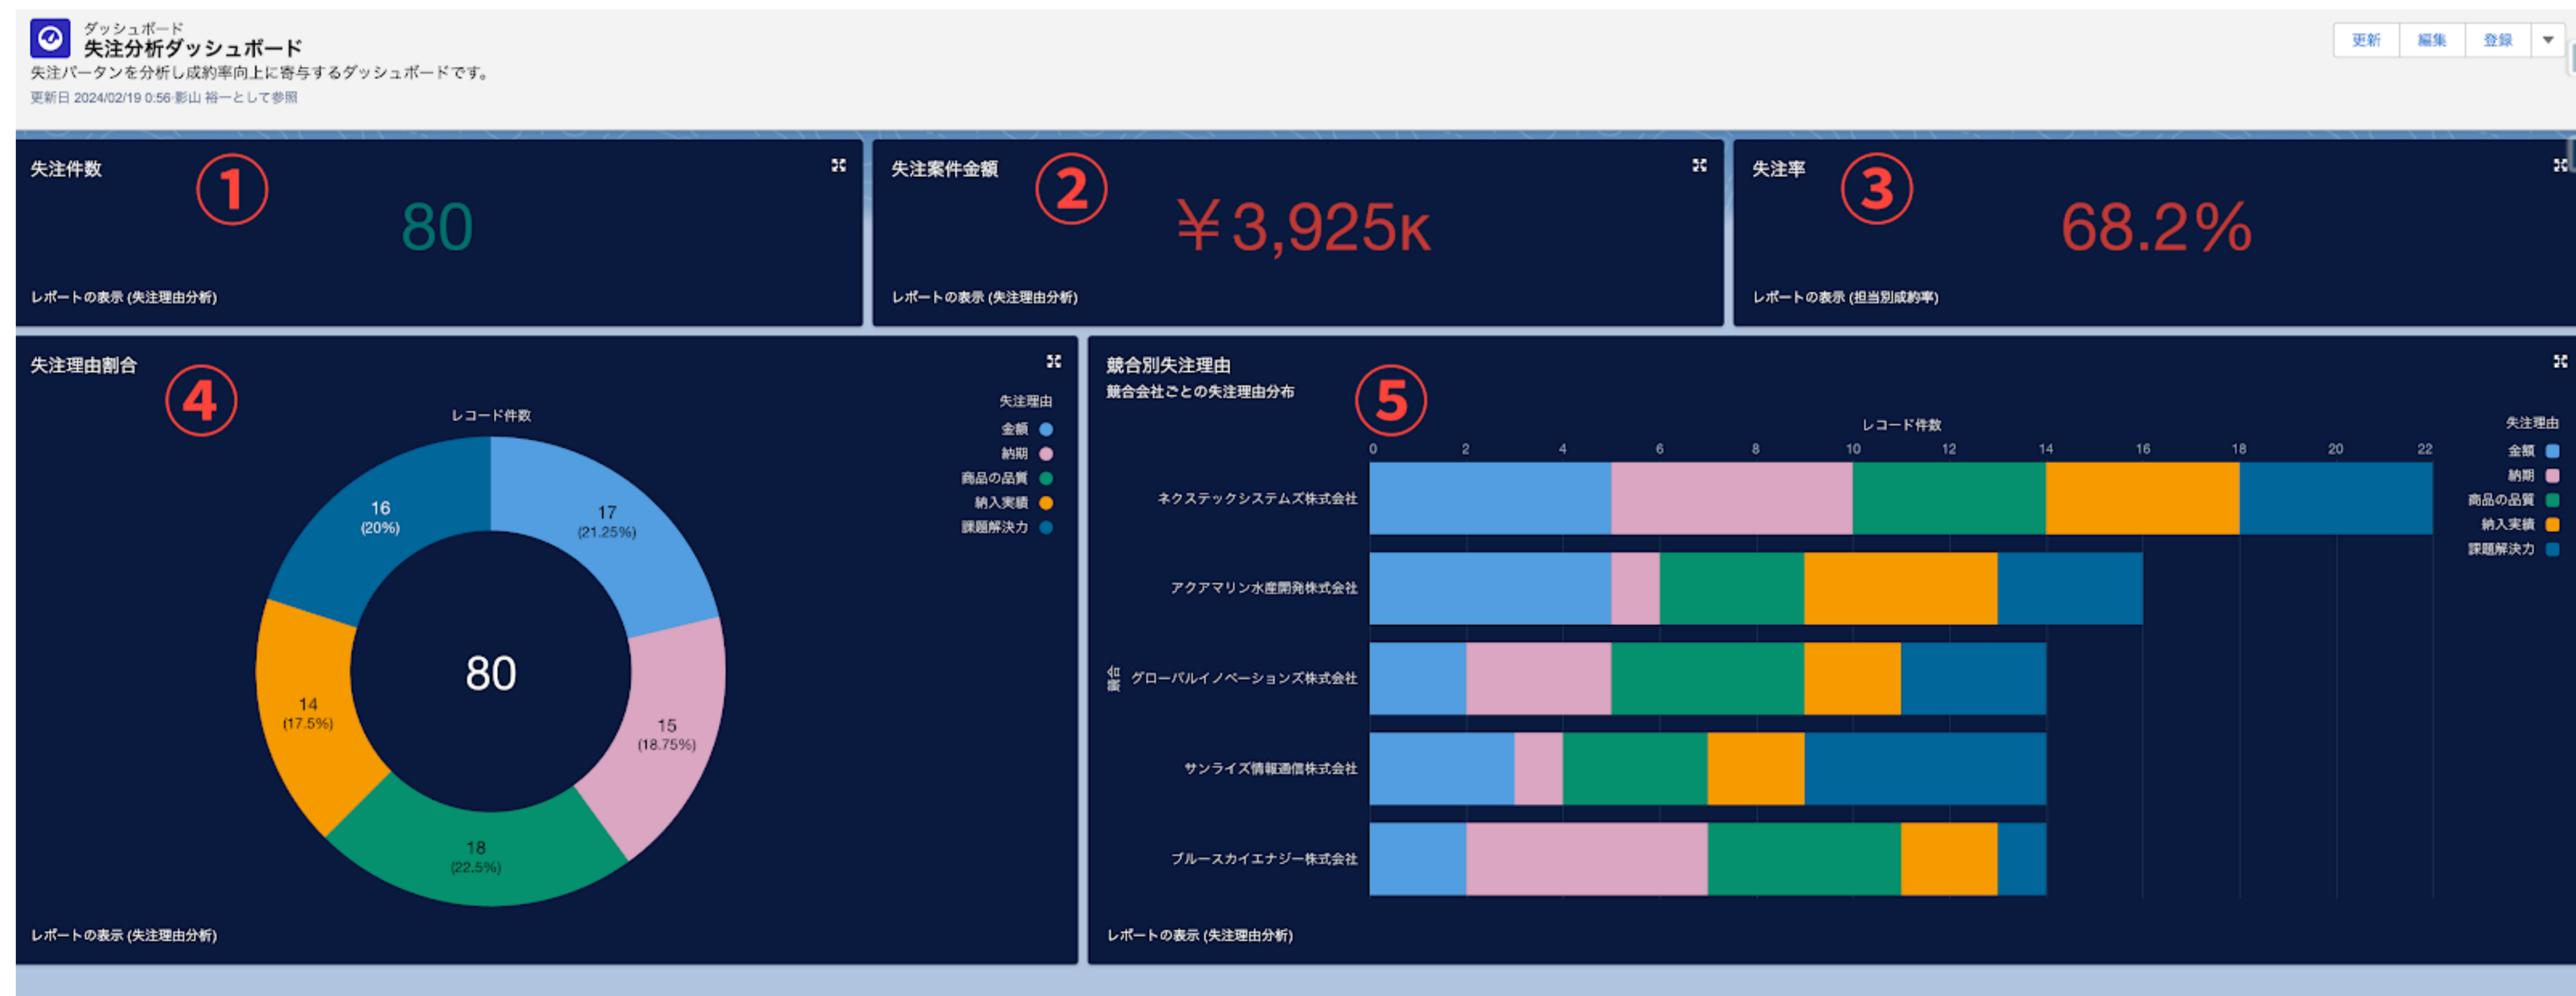 ダッシュボード
失注分析ダッシュボード
失注パータンを分析し成約率向上に寄与するダッシュボードです。
更新日 2024/02/19 0:56·影山 裕一として参照
更新
編集
登録
失注件数
①
80
レポートの表示 (失注理由分析)
失注案件金額
②
¥3,925K
レポートの表示 (失注理由分析)
失注率
③
68.2%
レポートの表示 (担当別成約率)
失注理由割合
④
レコード件数
失注理由
金額
納期
商品の品質
納入実績
課題解決力
17
(21.25%)
15
(18.75%)
18
(22.5%)
14
(17.5%)
16
(20%)
80
レポートの表示 (失注理由分析)
競合別失注理由
競合会社ごとの失注理由分布
⑤
レコード件数
0 2 4 6 8 10 12 14 16 18 20 22
失注理由
金額
納期
商品の品質
納入実績
課題解決力
ネクステックシステムズ株式会社
アクアマリン水産開発株式会社
グローバルイノベーションズ株式会社
サンライズ情報通信株式会社
ブルースカイエナジー株式会社
レポートの表示 (失注理由分析)